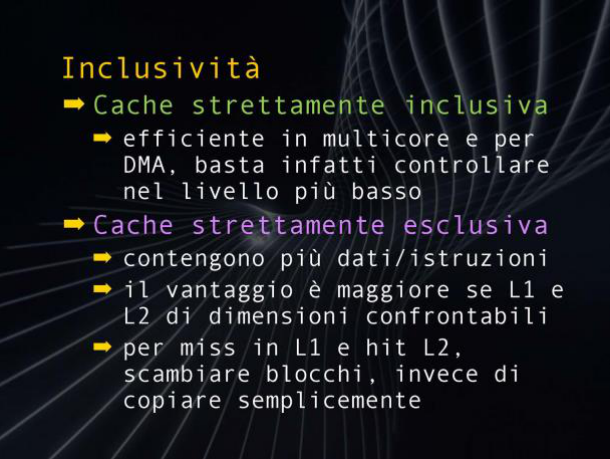 Inclusività
➡ Cache strettamente inclusiva
➡ efficiente in multicore e per
DMA, basta infatti controllare
nel livello più basso
➡ Cache strettamente esclusiva
➡ contengono più dati/istruzioni
➡ il vantaggio è maggiore se L1 e
L2 di dimensioni confrontabili
➡ per miss in L1 e hit L2,
scambiare blocchi, invece di
copiare semplicemente